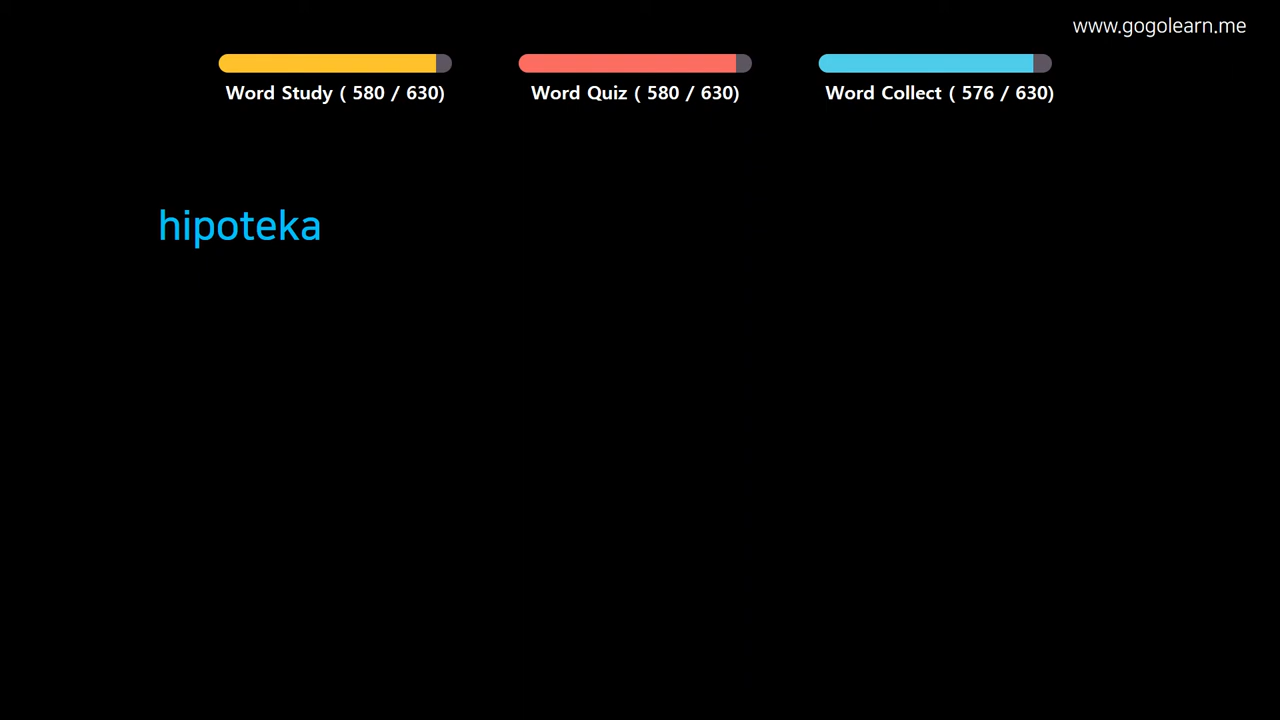 www.gogolearn.me
Word Study ( 580 / 630)
Word Quiz ( 580 / 630)
Word Collect ( 576 / 630)
hipoteka